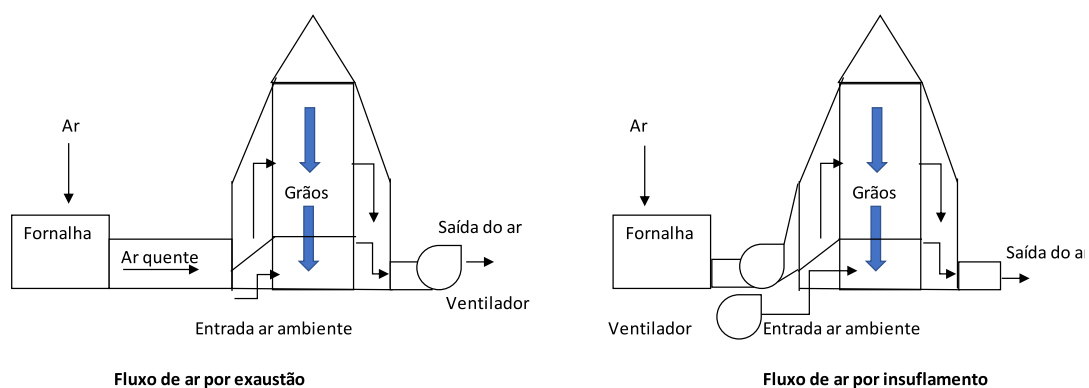 Ar
Grãos
Fornalha
Ar quente
Saída do ar
Ventilador
Entrada ar ambiente
Fluxo de ar por exaustão
Ar
Grãos
Fornalha
Saída do ar
Ventilador
Entrada ar ambiente
Fluxo de ar por insuflamento